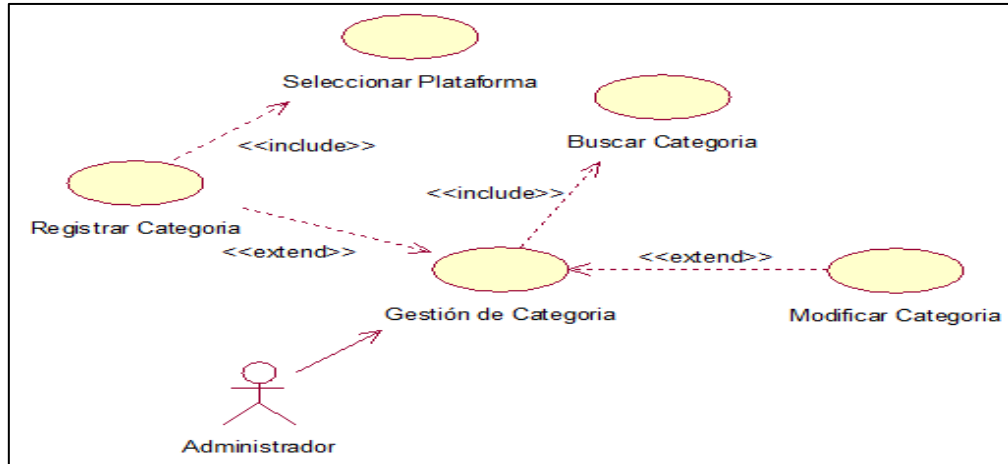 Seleccionar Plataforma
Buscar Categoria
<<include>>
<<include>>
Registrar Categoria
<<extend>>
<<extend>>
Gestión de Categoria
Modificar Categoria
Administrador